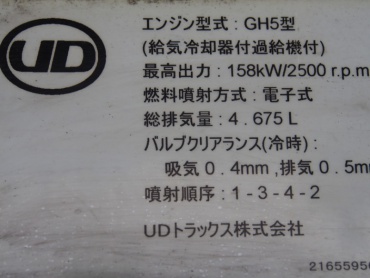 UD
エンジン型式：GH5型
(給気冷却器付過給機付)
最高出力：158kW/2500 r.p.m
燃料噴射方式：電子式
総排気量：4.675L
バルブクリアランス(冷時)：
吸気0.4mm,排気0.5m
噴射順序：1-3-4-2
UDトラックス株式会社